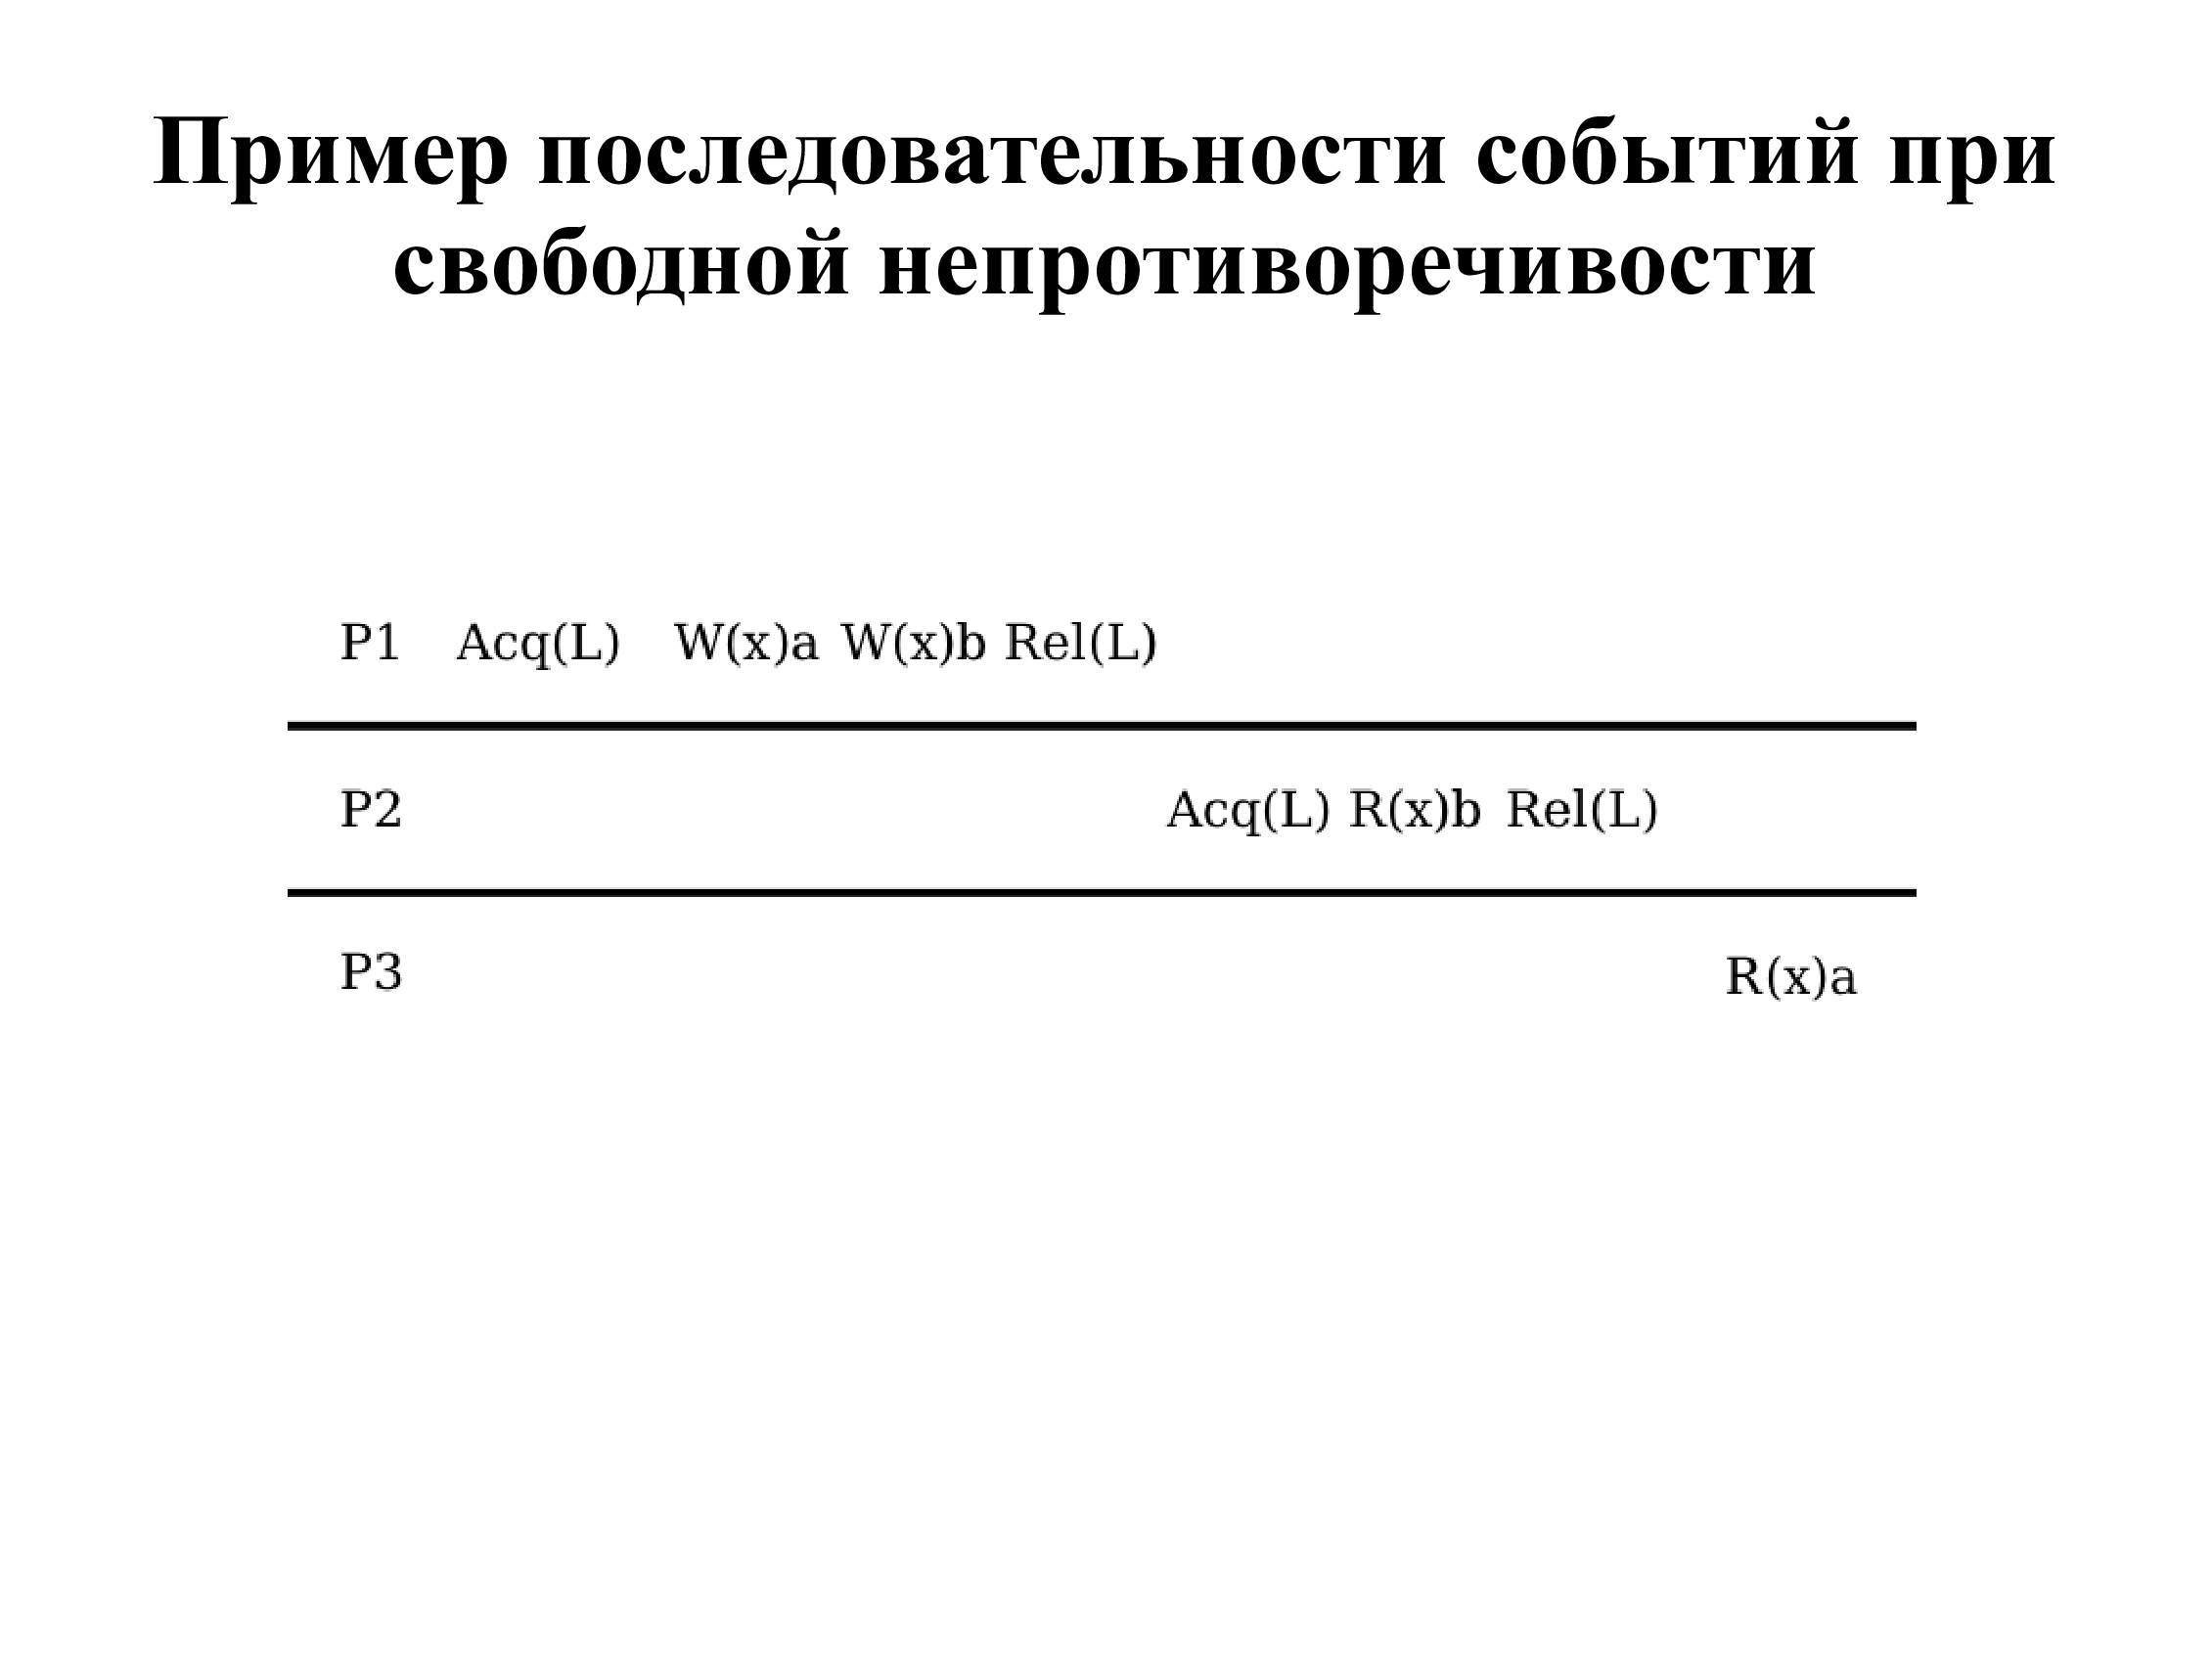 Пример последовательности событий при
свободной непротиворечивости
P1 Acq(L) W(x)a W(x)b Rel(L)
P2 Acq(L) R(x)b Rel(L)
P3 R(x)a